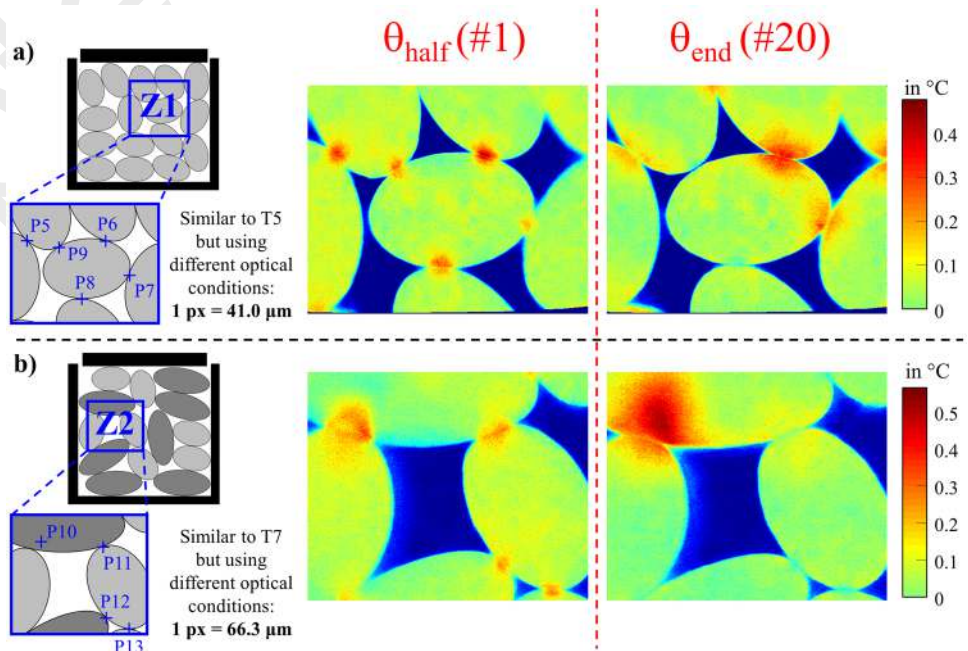 θhalf (#1)
θend (#20)
a)
Z1
in °C
0.4
0.3
0.2
0.1
0
P5
P6
P9
P8
P7
Similar to T5
but using
different optical
conditions:
1 px = 41.0 µm
b)
Z2
in °C
0.5
0.4
0.3
0.2
0.1
0
P10
P11
P12
P13
Similar to T7
but using
different optical
conditions:
1 px = 66.3 µm